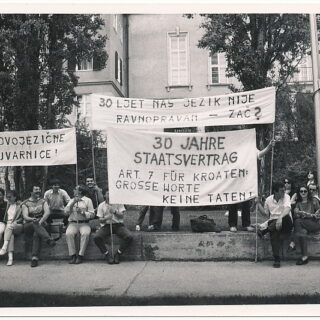 30 LJET NAŠ JEZIK NIJE
RAVNOPRAVAN — ZAČ?
OVOJEZIČNE
UVARNICE!
30 JAHRE
STAATSVERTRAG
ART. 7 FÜR KROATEN:
GROSSE WORTE
KEINE TATEN!